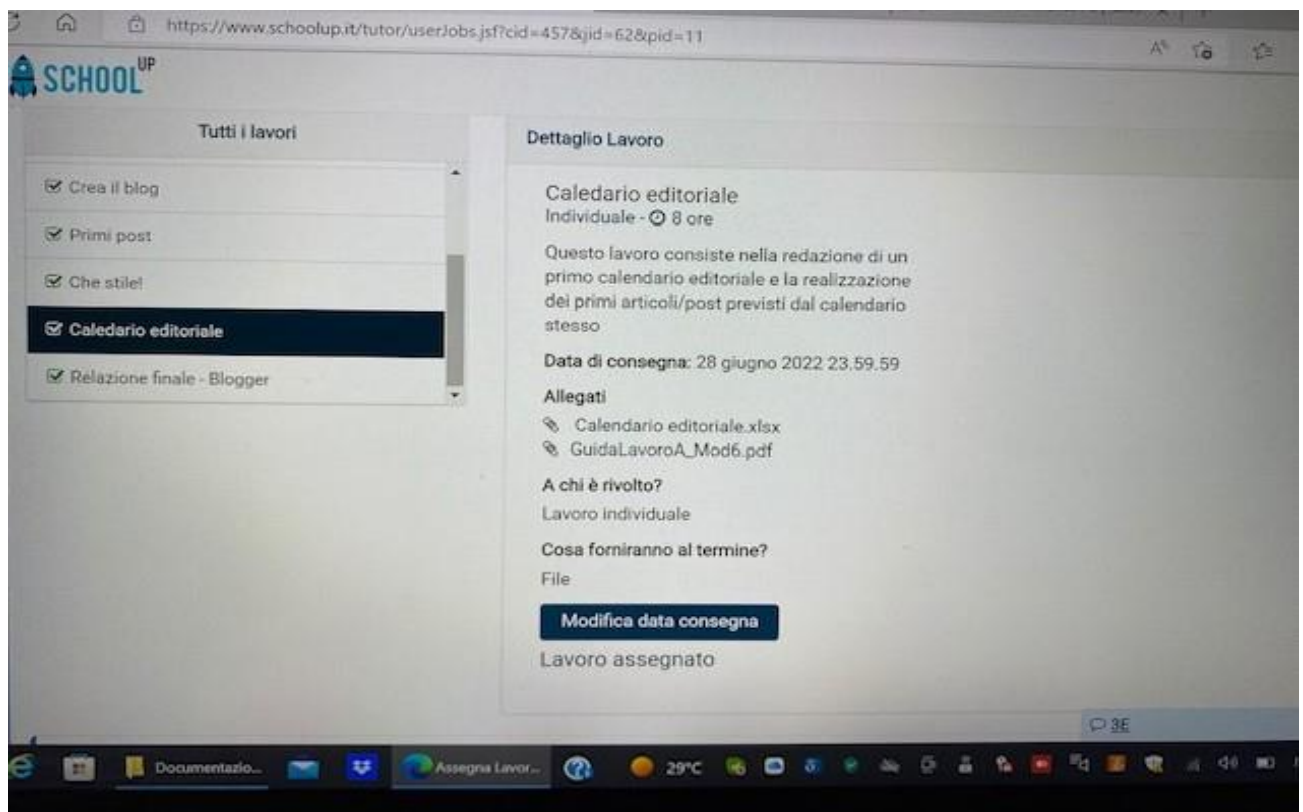 https://www.schoolup.it/tutor/userJobs.jsf?cid=457&jid=62&pid=11
SCHOOL UP
Tutti i lavori
Crea il blog
Primi post
Che stile!
Caledario editoriale
Relazione finale - Blogger
Dettaglio Lavoro
Caledario editoriale
Individuale - 8 ore
Questo lavoro consiste nella redazione di un
primo calendario editoriale e la realizzazione
dei primi articoli/post previsti dal calendario
stesso
Data di consegna: 28 giugno 2022 23.59.59
Allegati
Calendario editoriale.xlsx
GuidaLavoroA_Mod6.pdf
A chi è rivolto?
Lavoro individuale
Cosa forniranno al termine?
File
Modifica data consegna
Lavoro assegnato
3E
Documentazio...
Assegna Lavor...
29°C